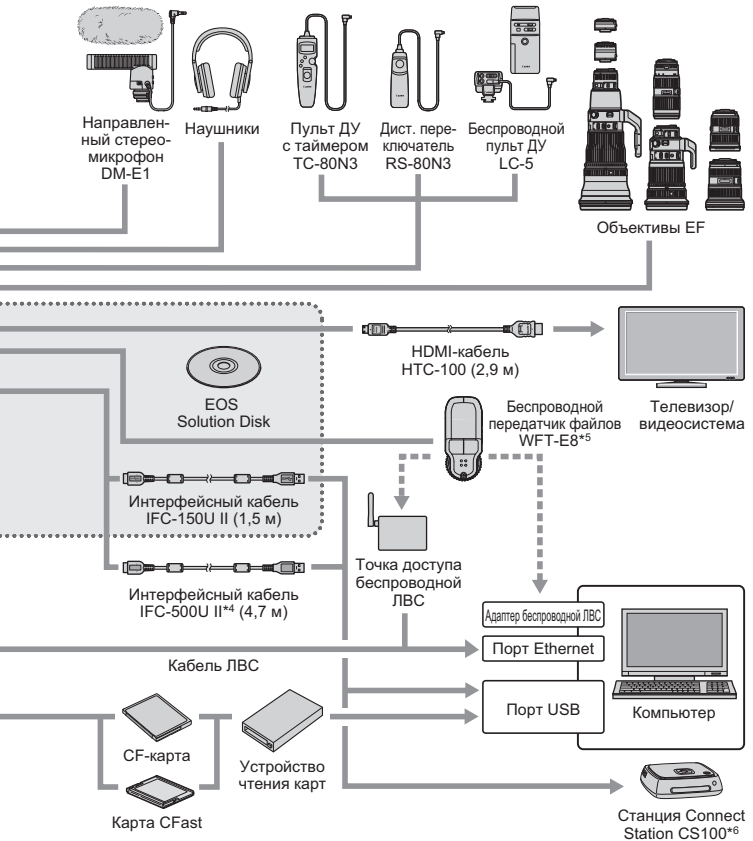 Направлен-
ный стерео-
микрофон
DM-E1
Наушники
Пульт ДУ
с таймером
TC-80N3
Дист. пере-
ключатель
RS-80N3
Беспроводной
пульт ДУ
LC-5
Объективы EF
HDMI-кабель
HTC-100 (2,9 м)
Телевизор/
видеосистема
EOS
Solution Disk
Беспроводной
передатчик файлов
WFT-E8*5
Интерфейсный кабель
IFC-150U II (1,5 м)
Интерфейсный кабель
IFC-500U II*4 (4,7 м)
Точка доступа
беспроводной
ЛВС
Адаптер беспроводной ЛВС
Порт Ethernet
Кабель ЛВС
Порт USB
Компьютер
CF-карта
Карта CFast
Устройство
чтения карт
Станция Connect
Station CS100*6